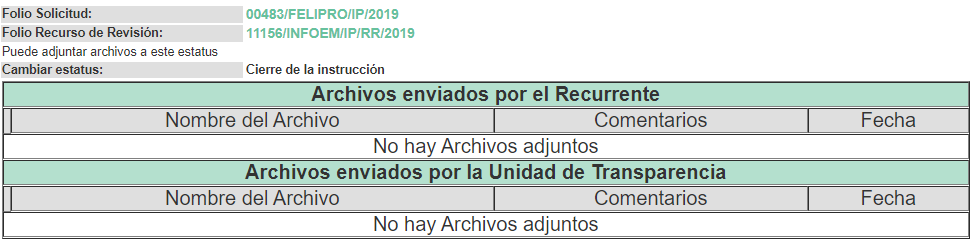 Folio Solicitud: 00483/FELIPRO/IP/2019
Folio Recurso de Revisión: 11156/INFOEM/IP/RR/2019
Puede adjuntar archivos a este estatus
Cambiar estatus: Cierre de la instrucción
Archivos enviados por el Recurrente
Nombre del Archivo Comentarios Fecha
No hay Archivos adjuntos
Archivos enviados por la Unidad de Transparencia
Nombre del Archivo Comentarios Fecha
No hay Archivos adjuntos